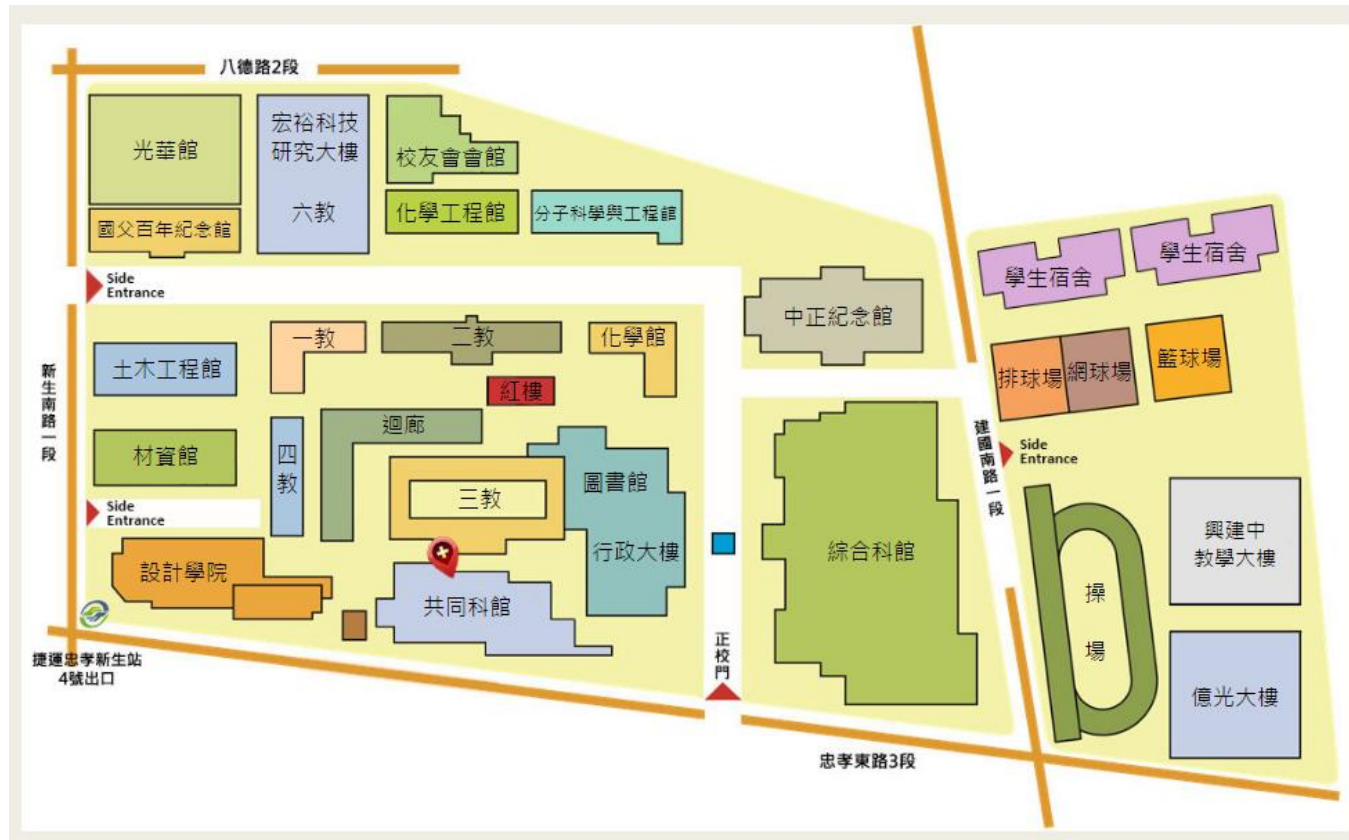 八德路2段
光華館
宏裕科技
研究大樓
六教
校友會會館
國父百年紀念館
化學工程館
分子科學與工程館
學生宿舍
學生宿舍
Side
Entrance
中正紀念館
一教
二教
化學館
土木工程館
紅樓
排球場
網球場
籃球場
新生南路一段
迴廊
建國南路一段
Side
Entrance
材資館
四教
三教
圖書館
行政大樓
Side
Entrance
綜合科館
興建中
教學大樓
設計學院
共同科館
操場
正校門
億光大樓
捷運忠孝新生站
4號出口
忠孝東路3段